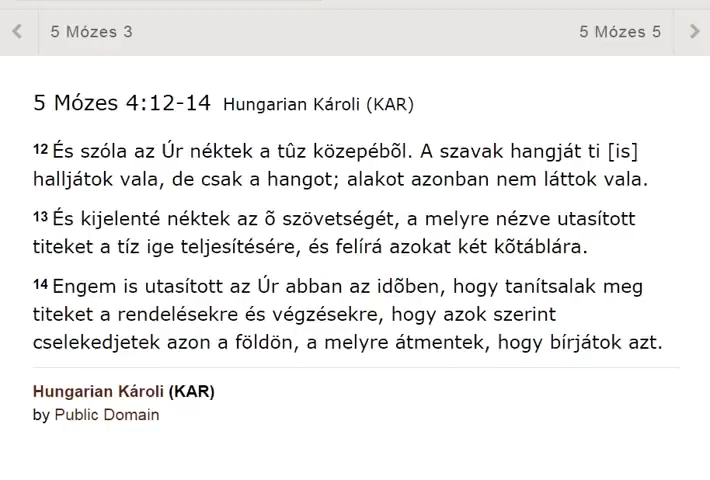 5 Mózes 3
5 Mózes 5
5 Mózes 4:12-14 Hungarian Károli (KAR)
12 És szóla az Úr néktek a tûz közepébõl. A szavak hangját ti [is]
halljátok vala, de csak a hangot; alakot azonban nem láttok vala.
13 És kijelenté néktek az õ szövetségét, a melyre nézve utasított
titeket a tíz ige teljesítésére, és felírá azokat két kõtáblára.
14 Engem is utasított az Úr abban az idõben, hogy tanítsalak meg
titeket a rendelésekre és végzésekre, hogy azok szerint
cselekedjetek azon a földön, a melyre átmentek, hogy bírjátok azt.
Hungarian Károli (KAR)
by Public Domain